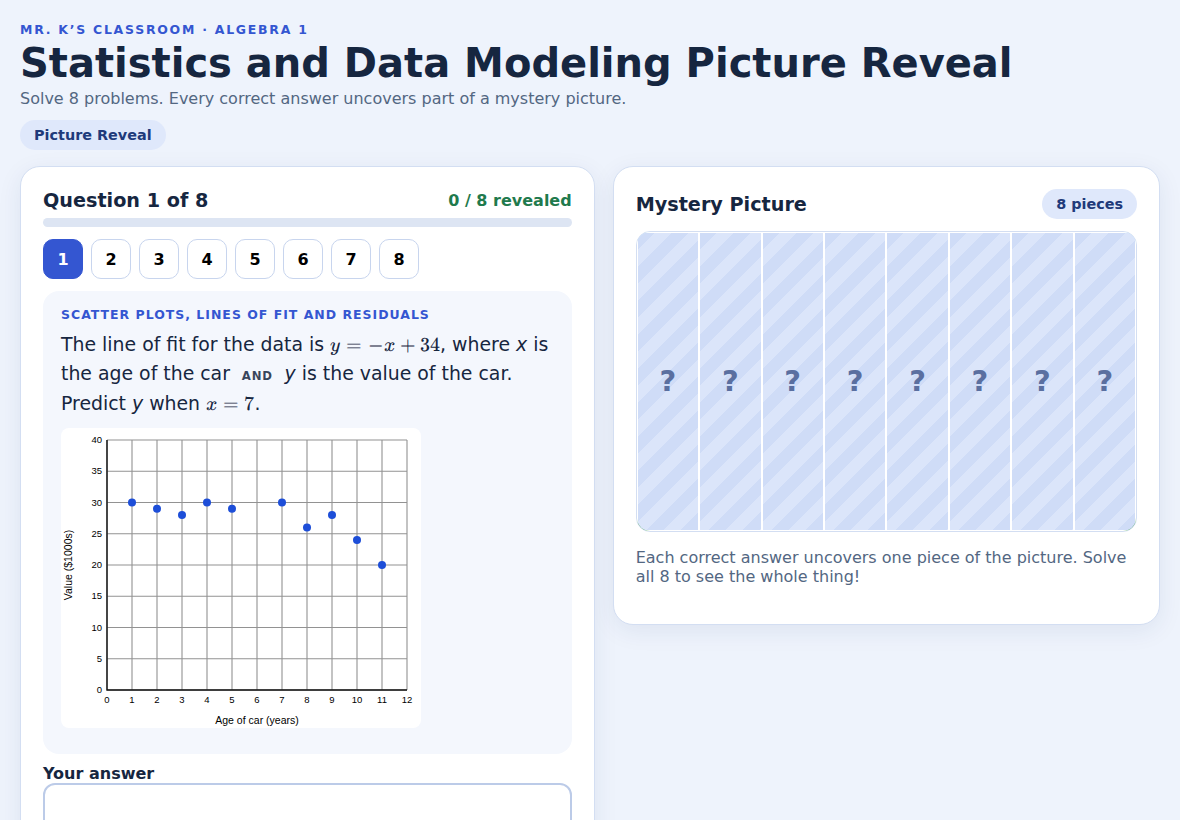 MR. K’S CLASSROOM · ALGEBRA 1
Statistics and Data Modeling Picture Reveal
Solve 8 problems. Every correct answer uncovers part of a mystery picture.
Picture Reveal
Question 1 of 8
0 / 8 revealed
1 2 3 4 5 6 7 8
SCATTER PLOTS, LINES OF FIT AND RESIDUALS
The line of fit for the data is y = −x + 34, where x is
the age of the car AND y is the value of the car.
Predict y when x = 7.
40
35
30
25
20
15
10
5
0
Value ($1000s)
0 1 2 3 4 5 6 7 8 9 10 11 12
Age of car (years)
Your answer
Mystery Picture
8 pieces
? ? ? ? ? ? ? ?
Each correct answer uncovers one piece of the picture. Solve
all 8 to see the whole thing!